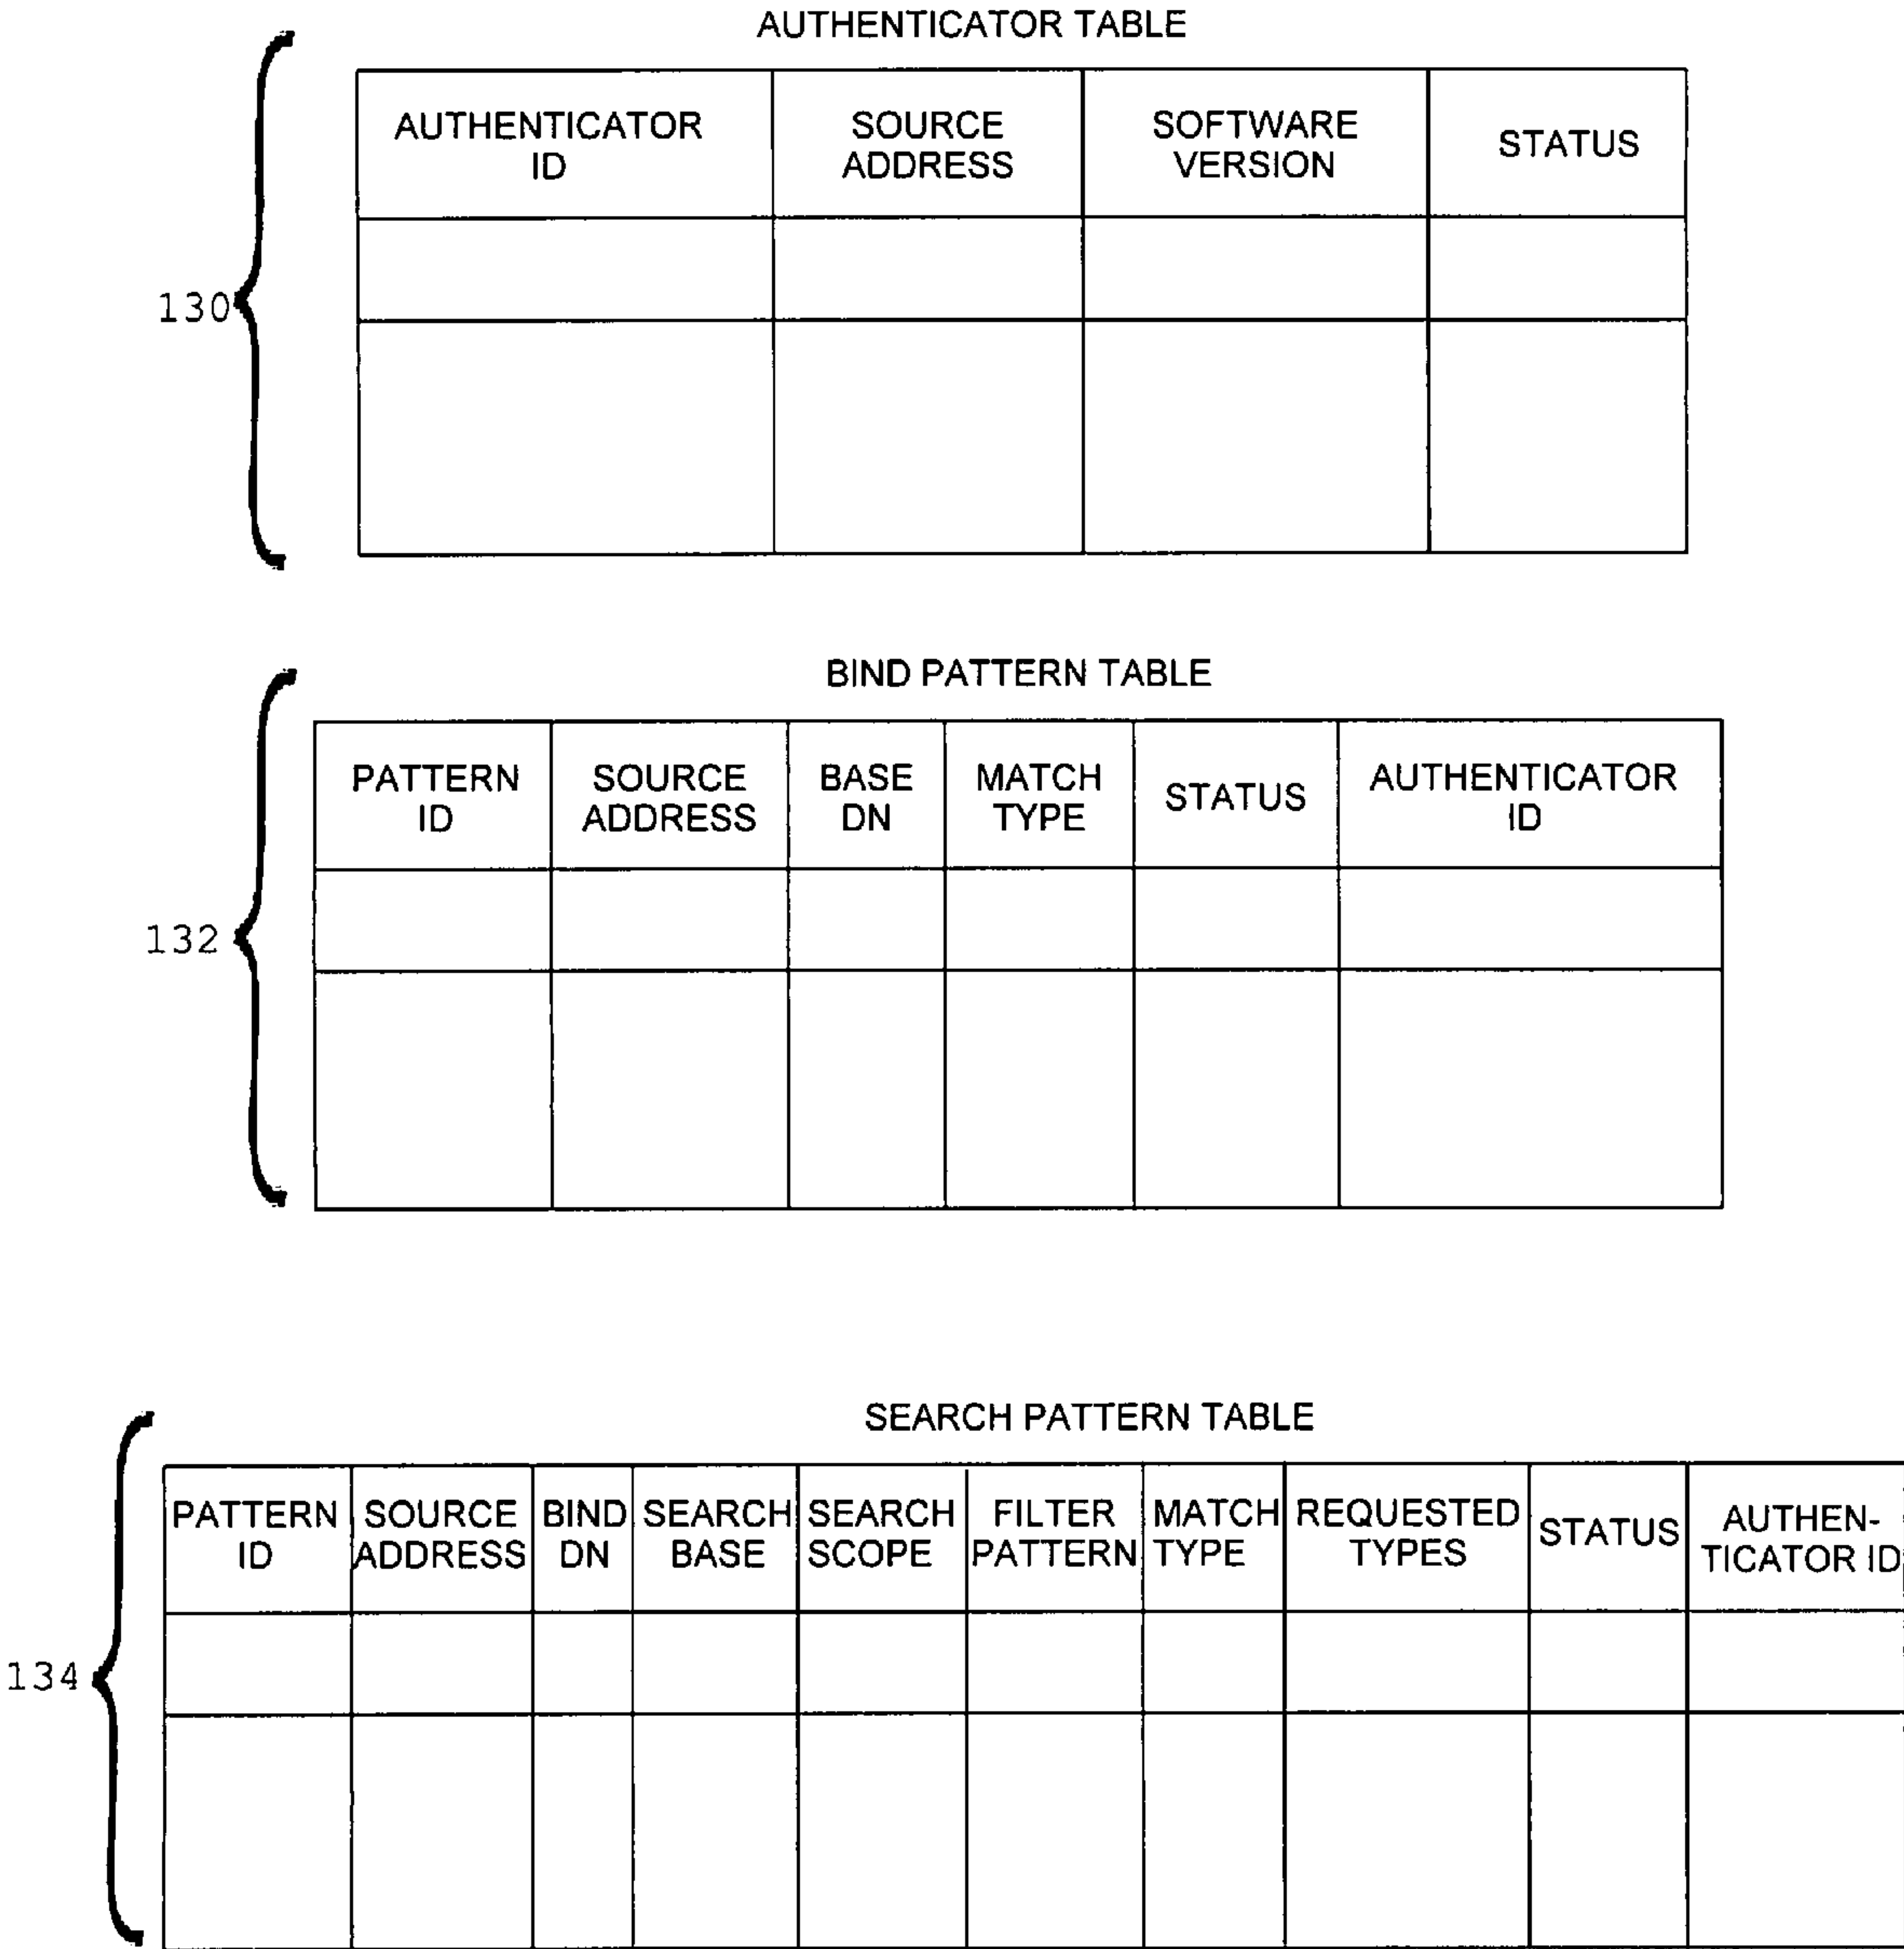 AUTHENTICATOR TABLE
AUTHENTICATOR
ID
SOURCE
ADDRESS
SOFTWARE
VERSION
STATUS
130
BIND PATTERN TABLE
PATTERN
ID
SOURCE
ADDRESS
BASE
DN
MATCH
TYPE
STATUS
AUTHENTICATOR
ID
132
SEARCH PATTERN TABLE
PATTERN
ID
SOURCE
ADDRESS
BIND
DN
SEARCH
BASE
SEARCH
SCOPE
FILTER
PATTERN
MATCH
TYPE
REQUESTED
TYPES
STATUS
AUTHEN-
TICATOR ID
134